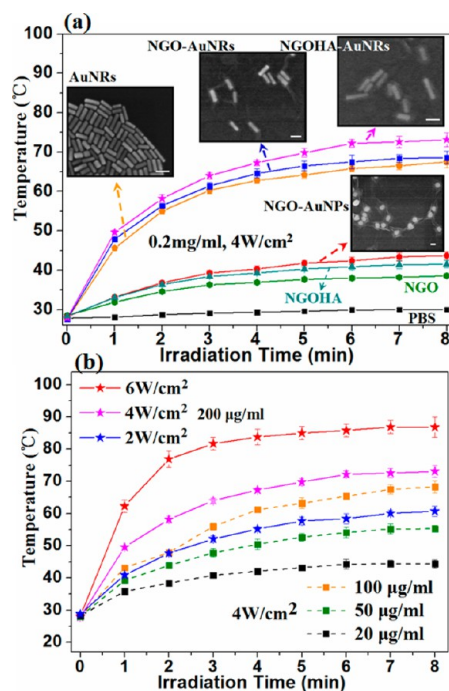 (a)
100
90
80
70
60
50
40
30
20
Temperature (℃)
AuNRs
NGO-AuNRs
NGOHA-AuNRs
NGO-AuNPs
0.2mg/ml, 4W/cm²
NGOHA
NGO
PBS
0 1 2 3 4 5 6 7 8
Irradiation Time (min)
(b)
100
90
80
70
60
50
40
30
20
Temperature (℃)
6W/cm²
4W/cm² 200 μg/ml
2W/cm²
4W/cm²
100 μg/ml
50 μg/ml
20 μg/ml
0 1 2 3 4 5 6 7 8
Irradiation Time (min)